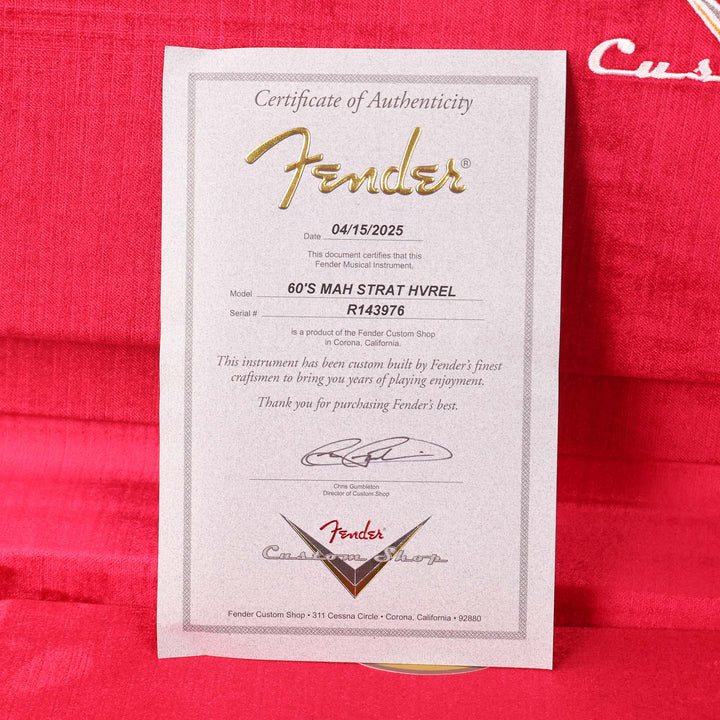 Cus
Certificate of Authenticity
Fender®
Date 04/15/2025
This document certifies that this
Fender Musical Instrument,
Model 60'S MAH STRAT HVREL
Serial # R143976
is a product of the Fender Custom Shop
in Corona, California.
This instrument has been custom built by Fender's finest
craftsmen to bring you years of playing enjoyment.
Thank you for purchasing Fender's best.
Chris Gumbleton
Director of Custom Shop
Fender
Custom Shop
Fender Custom Shop • 311 Cessna Circle • Corona, California • 92880